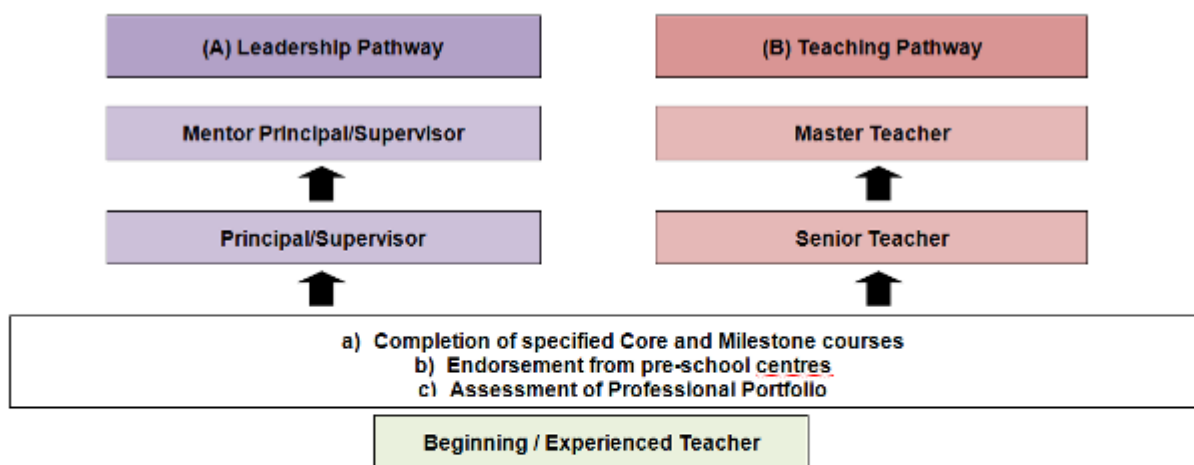 (A) Leadership Pathway
(B) Teaching Pathway
Mentor Principal/Supervisor
Master Teacher
Principal/Supervisor
Senior Teacher
a) Completion of specified Core and Milestone courses
b) Endorsement from pre-school centres
c) Assessment of Professional Portfolio
Beginning / Experienced Teacher